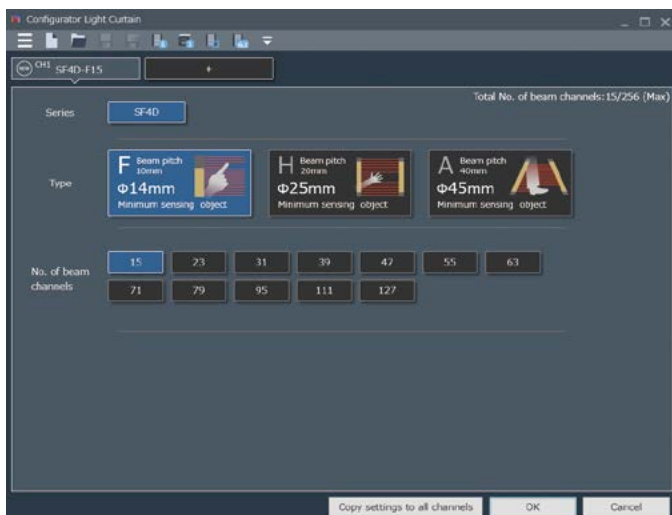 Configurator Light Curtain
CH1 SF4D-F15
+
Total No. of beam channels:15/256 (Max)
Series
SF4D
Type
F Beam pitch 10mm
Φ14mm
Minimum sensing object
H Beam pitch 20mm
Φ25mm
Minimum sensing object
A Beam pitch 40mm
Φ45mm
Minimum sensing object
No. of beam
channels
15 23 31 39 47 55 63
71 79 95 111 127
Copy settings to all channels OK Cancel